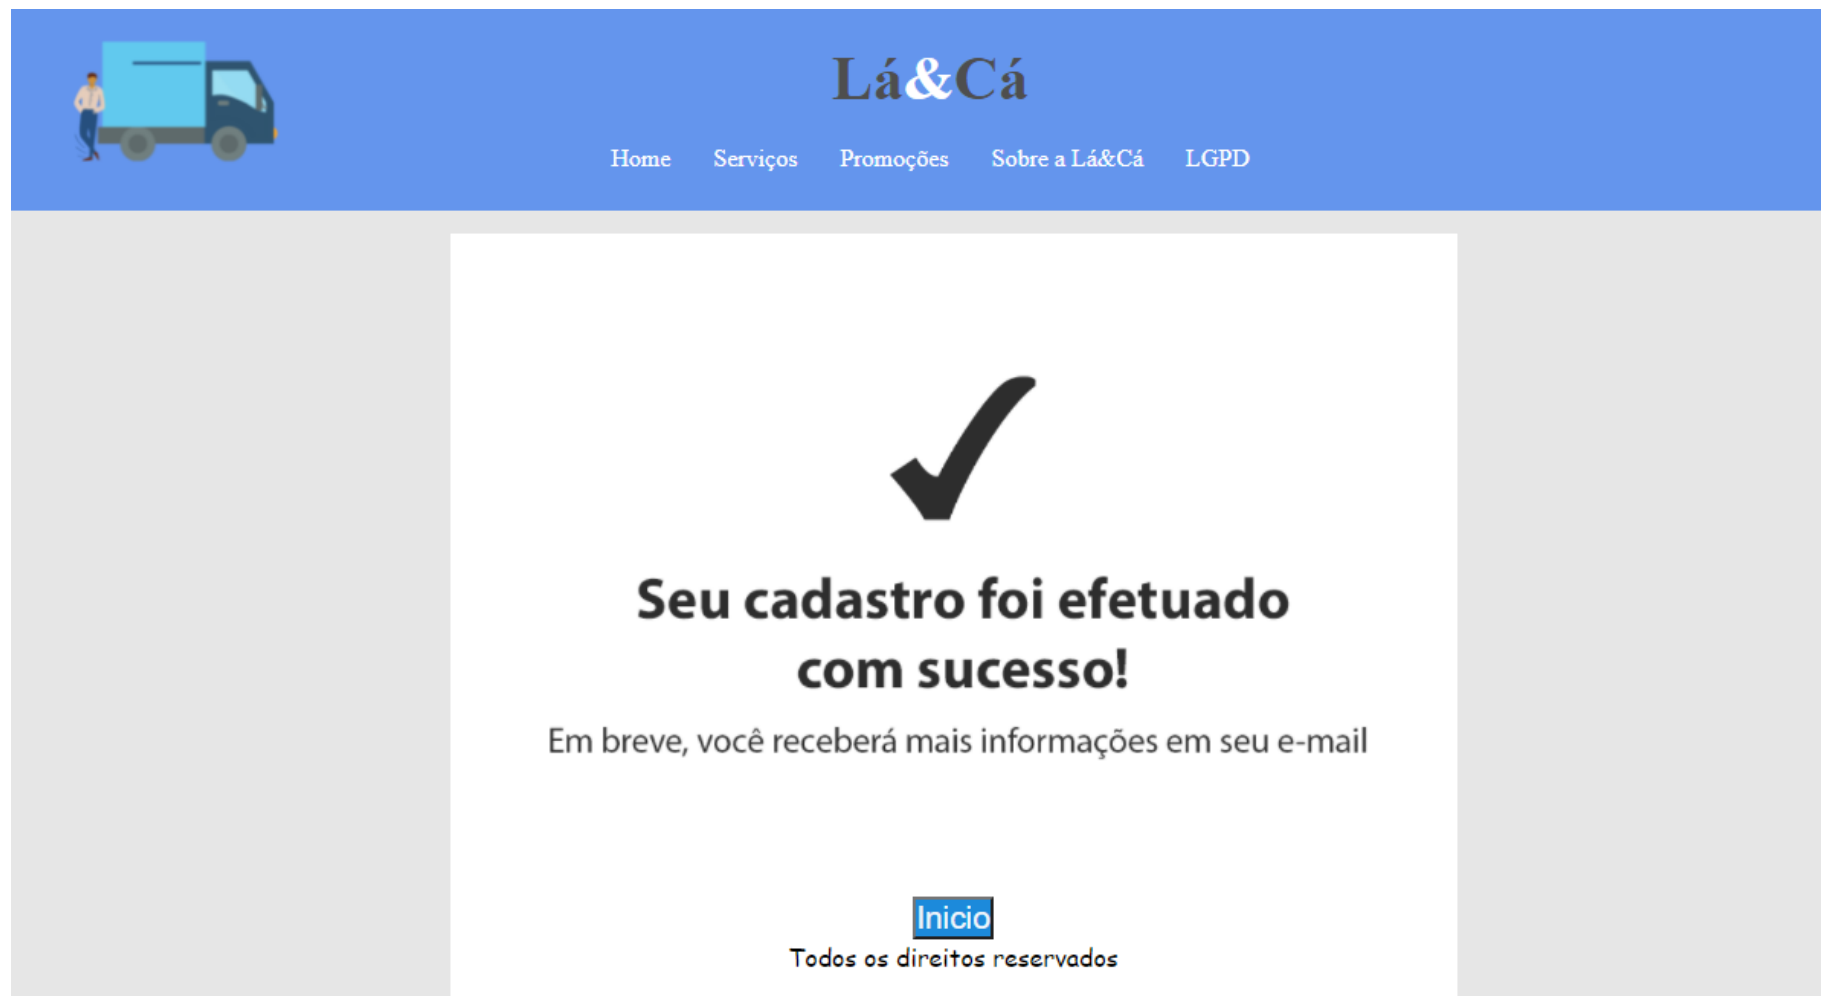 Lá&Cá
Home Serviços Promoções Sobre a Lá&Cá LGPD
Seu cadastro foi efetuado
com sucesso!
Em breve, você receberá mais informações em seu e-mail
Inicio
Todos os direitos reservados